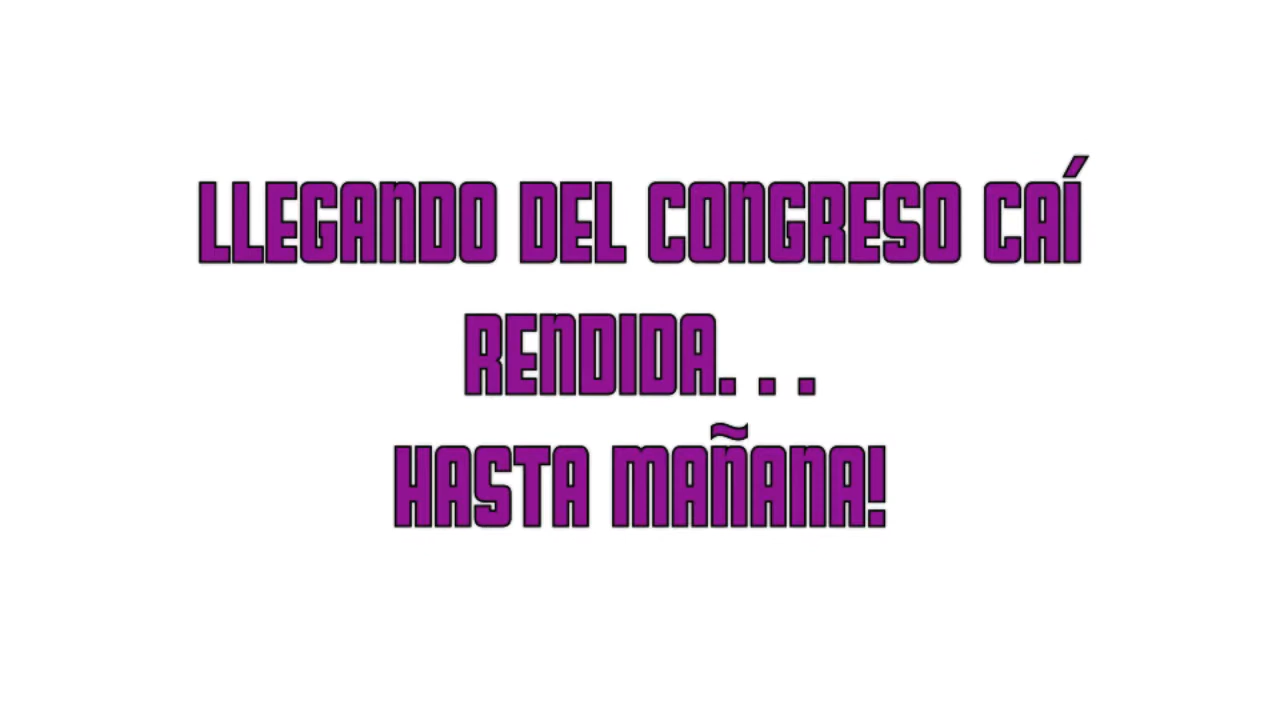 LLEGANDO DEL CONGRESO CAÍ
RENDIDA. . .
HASTA MAÑANA!